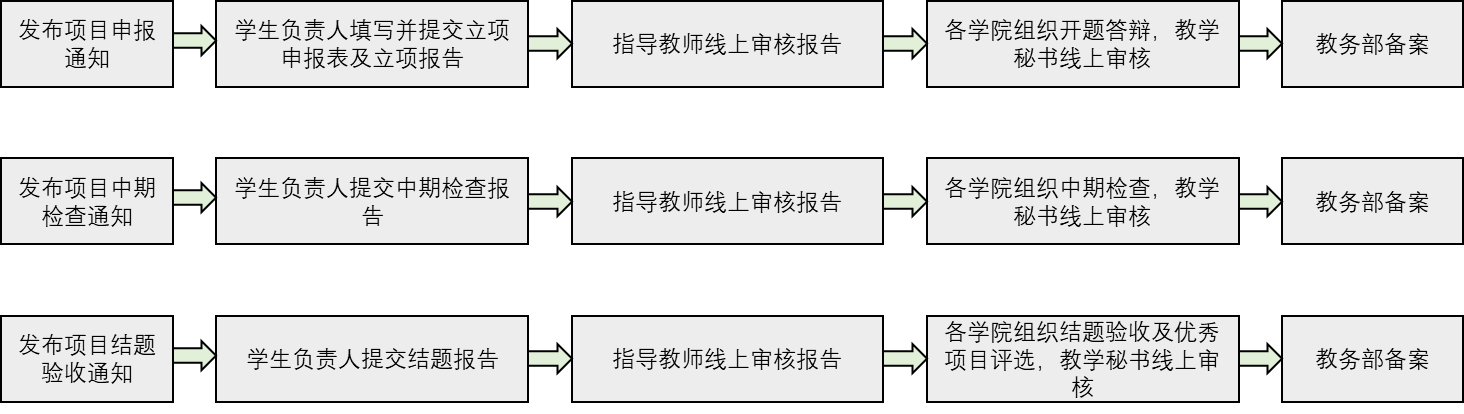 发布项目申报
通知
学生负责人填写并提交立项
申报表及立项报告
指导教师线上审核报告
各学院组织开题答辩，教学
秘书线上审核
教务部备案
发布项目中期
检查通知
学生负责人提交中期检查报
告
指导教师线上审核报告
各学院组织中期检查，教学
秘书线上审核
教务部备案
发布项目结题
验收通知
学生负责人提交结题报告
指导教师线上审核报告
各学院组织结题验收及优秀
项目评选，教学秘书线上审
核
教务部备案